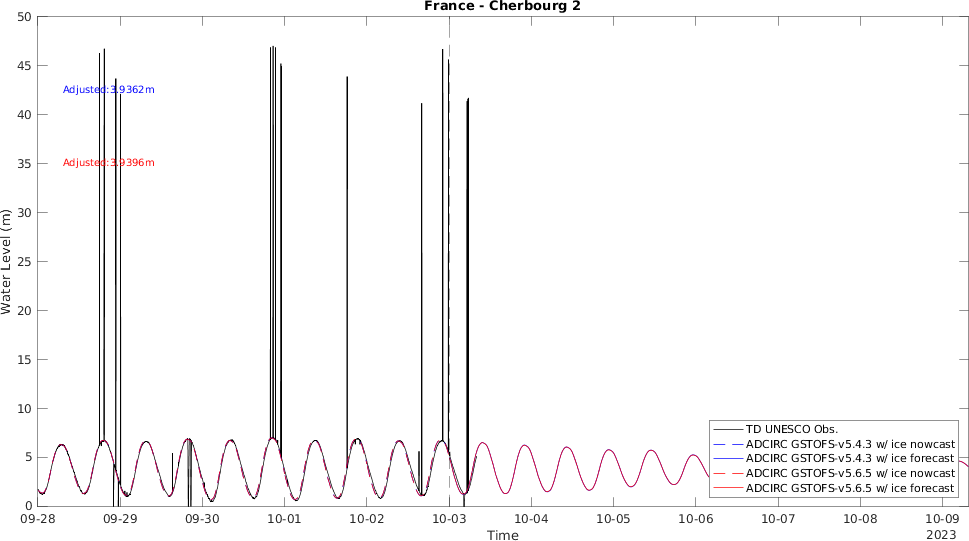 France - Cherbourg 2
50
45
40
35
30
25
20
15
10
5
0
Water Level (m)
Adjusted:3.9362m
Adjusted:3.9396m
TD UNESCO Obs.
ADCIRC GSTOFS-v5.4.3 w/ ice nowcast
ADCIRC GSTOFS-v5.4.3 w/ ice forecast
ADCIRC GSTOFS-v5.6.5 w/ ice nowcast
ADCIRC GSTOFS-v5.6.5 w/ ice forecast
09-28 09-29 09-30 10-01 10-02 10-03 10-04 10-05 10-06 10-07 10-08 10-09
Time
2023